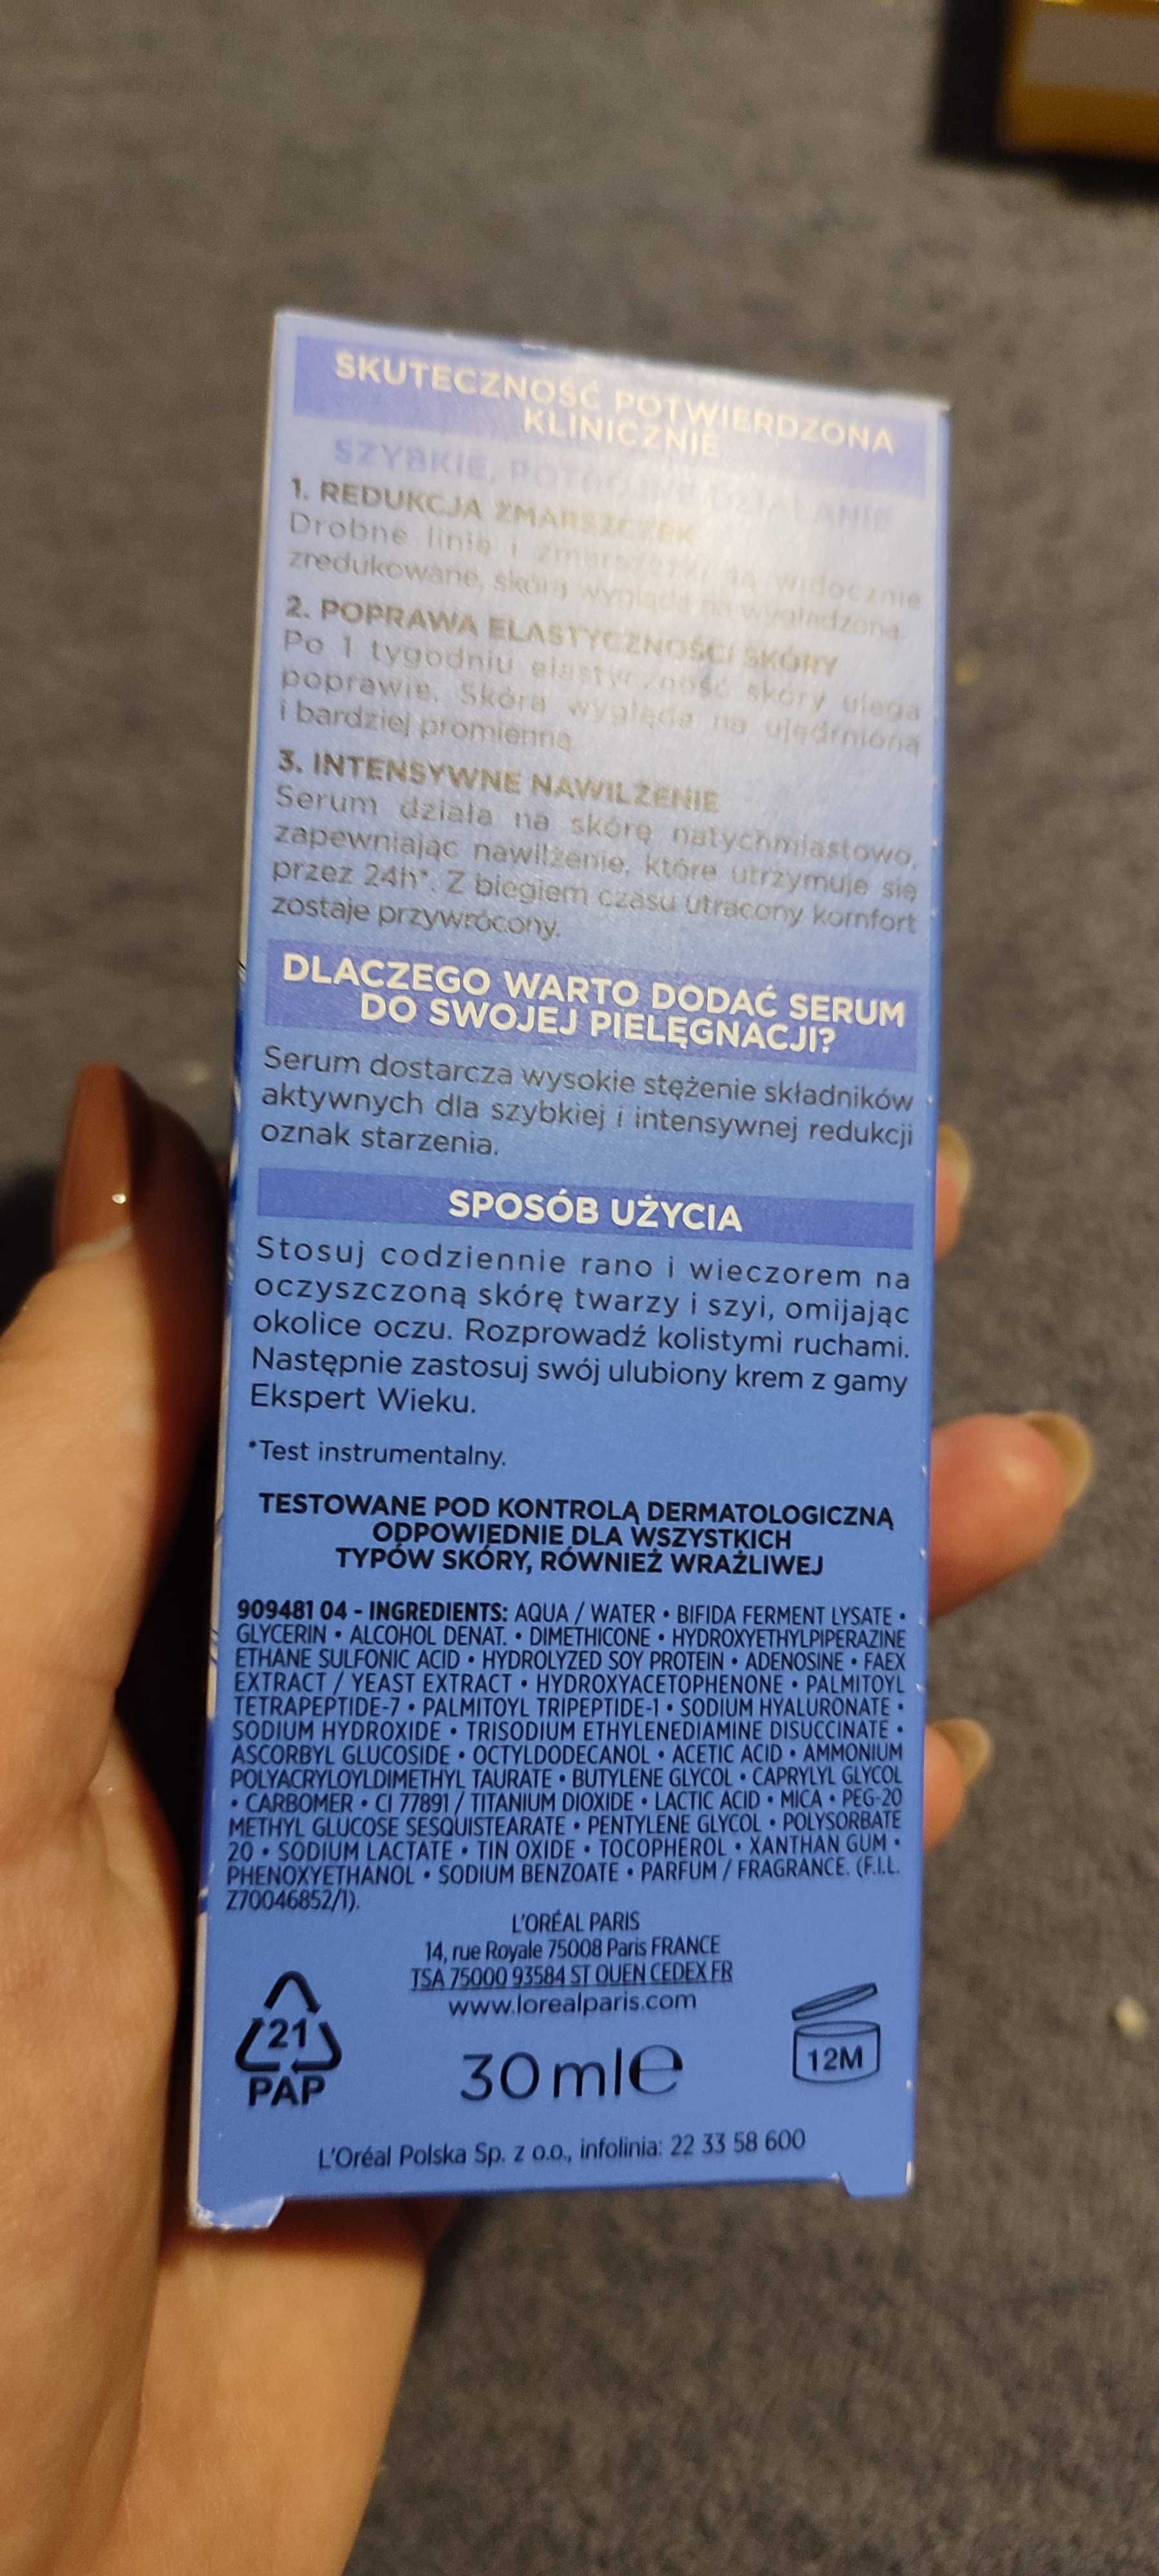 SKUTECZNOŚĆ POTWIERDZONA
KLINICZNIE
SZYBKIE, POTRÓJNE DZIAŁANIE
1. REDUKCJA ZMARSZCZEK
Drobne linie i zmarszczki są widocznie
zredukowane, skóra wygląda na wygładzoną.
2. POPRAWA ELASTYCZNOŚCI SKÓRY
Po 1 tygodniu elastyczność skóry ulega
poprawie. Skóra wygląda na ujędrnioną
i bardziej promienną.
3. INTENSYWNE NAWILŻENIE
Serum działa na skórę natychmiastowo,
zapewniając nawilżenie, które utrzymuje się
przez 24h*. Z biegiem czasu utracony komfort
zostaje przywrócony.
DLACZEGO WARTO DODAĆ SERUM
DO SWOJEJ PIELĘGNACJI?
Serum dostarcza wysokie stężenie składników
aktywnych dla szybkiej i intensywnej redukcji
oznak starzenia.
SPOSÓB UŻYCIA
Stosuj codziennie rano i wieczorem na
oczyszczoną skórę twarzy i szyi, omijając
okolice oczu. Rozprowadź kolistymi ruchami.
Następnie zastosuj swój ulubiony krem z gamy
Ekspert Wieku.
*Test instrumentalny.
TESTOWANE POD KONTROLĄ DERMATOLOGICZNĄ
ODPOWIEDNIE DLA WSZYSTKICH
TYPÓW SKÓRY, RÓWNIEŻ WRAŻLIWEJ
909481 04 - INGREDIENTS: AQUA / WATER • BIFIDA FERMENT LYSATE •
GLYCERIN • ALCOHOL DENAT. • DIMETHICONE • HYDROXYETHYLPIPERAZINE
ETHANE SULFONIC ACID • HYDROLYZED SOY PROTEIN • ADENOSINE • FAEX
EXTRACT / YEAST EXTRACT • HYDROXYACETOPHENONE • PALMITOYL
TETRAPEPTIDE-7 • PALMITOYL TRIPEPTIDE-1 • SODIUM HYALURONATE •
SODIUM HYDROXIDE • TRISODIUM ETHYLENEDIAMINE DISUCCINATE •
ASCORBYL GLUCOSIDE • OCTYLDODECANOL • ACETIC ACID • AMMONIUM
POLYACRYLOYLDIMETHYL TAURATE • BUTYLENE GLYCOL • CAPRYLYL GLYCOL
• CARBOMER • CI 77891 / TITANIUM DIOXIDE • LACTIC ACID • MICA • PEG-20
METHYL GLUCOSE SESQUISTEARATE • PENTYLENE GLYCOL • POLYSORBATE
20 • SODIUM LACTATE • TIN OXIDE • TOCOPHEROL • XANTHAN GUM •
PHENOXYETHANOL • SODIUM BENZOATE • PARFUM / FRAGRANCE. (F.I.L.
Z70046852/1).
L'ORÉAL PARIS
14, rue Royale 75008 Paris FRANCE
TSA 75000 93584 ST OUEN CEDEX FR
www.lorealparis.com
21
PAP
30 ml e
12M
L'Oréal Polska Sp. z o.o., infolinia: 22 33 58 600